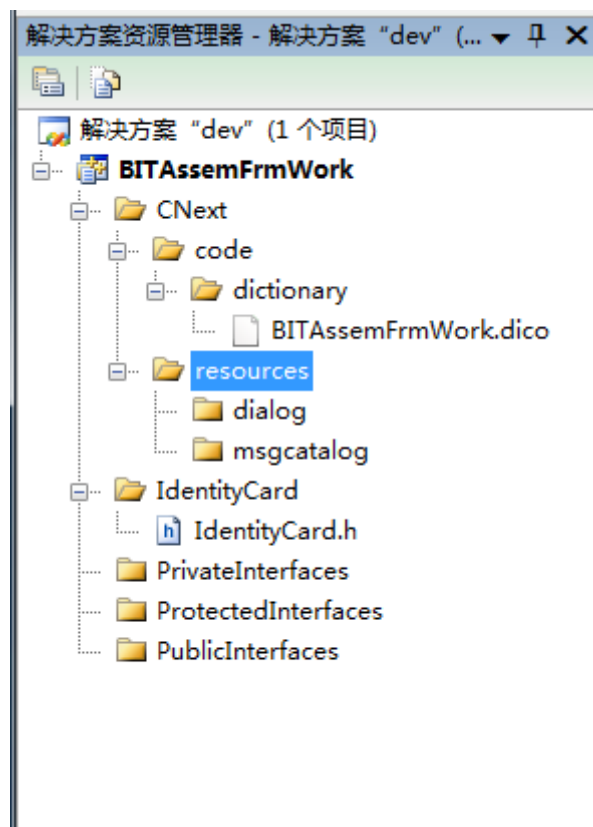 解决方案资源管理器 - 解决方案 “dev” (...
解决方案 “dev” (1 个项目)
BITAssemFrmWork
CNext
code
dictionary
BITAssemFrmWork.dico
resources
dialog
msgcatalog
IdentityCard
h IdentityCard.h
PrivateInterfaces
ProtectedInterfaces
PublicInterfaces